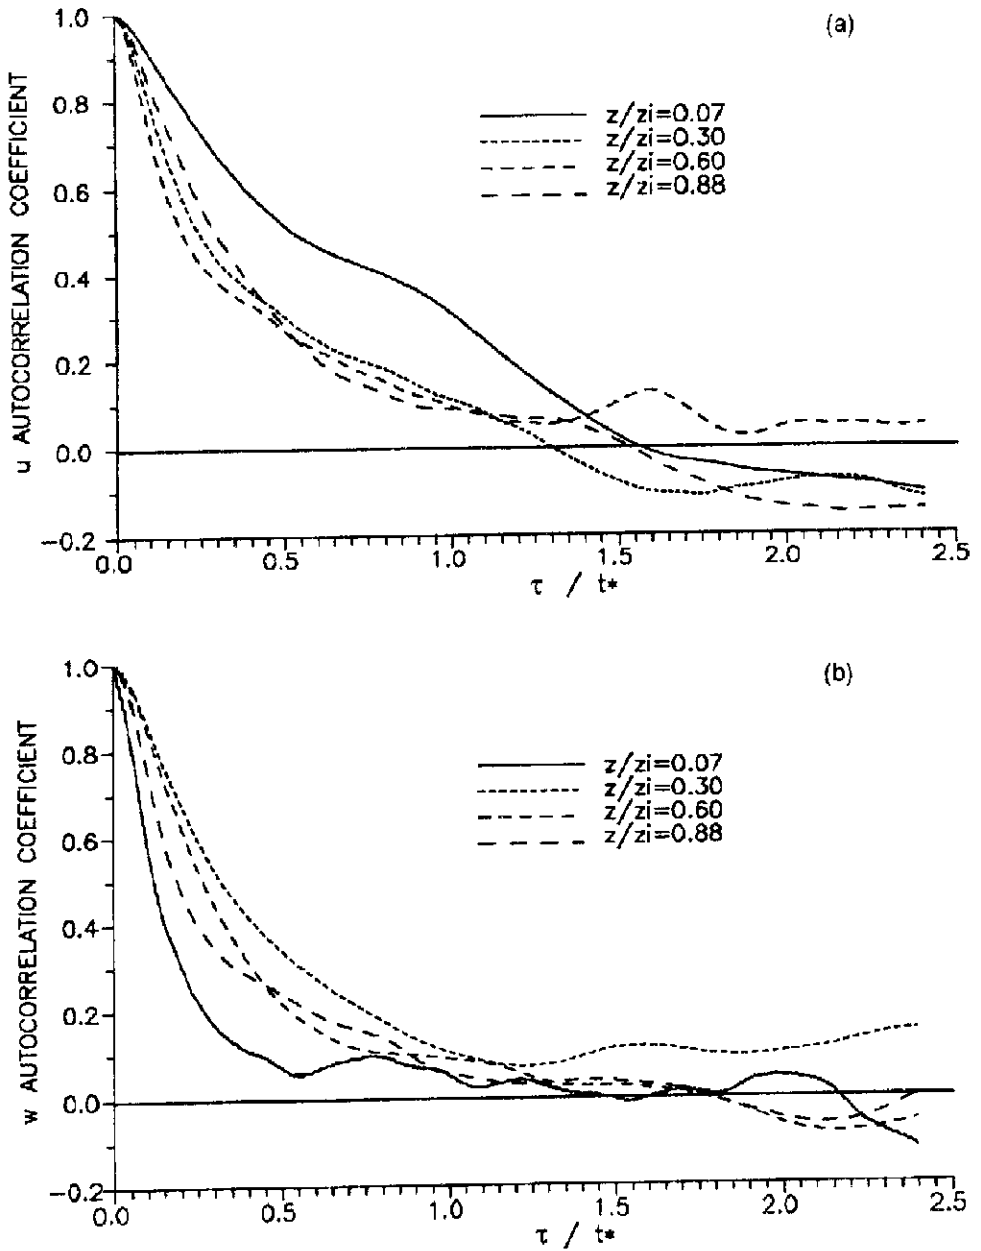 (a)
u AUTOCORRELATION COEFFICIENT
1.0
0.8
0.6
0.4
0.2
0.0
-0.2
z/zi=0.07
z/zi=0.30
z/zi=0.60
z/zi=0.88
0.0 0.5 1.0 1.5 2.0 2.5
τ / t*
(b)
w AUTOCORRELATION COEFFICIENT
1.0
0.8
0.6
0.4
0.2
0.0
-0.2
z/zi=0.07
z/zi=0.30
z/zi=0.60
z/zi=0.88
0.0 0.5 1.0 1.5 2.0 2.5
τ / t*